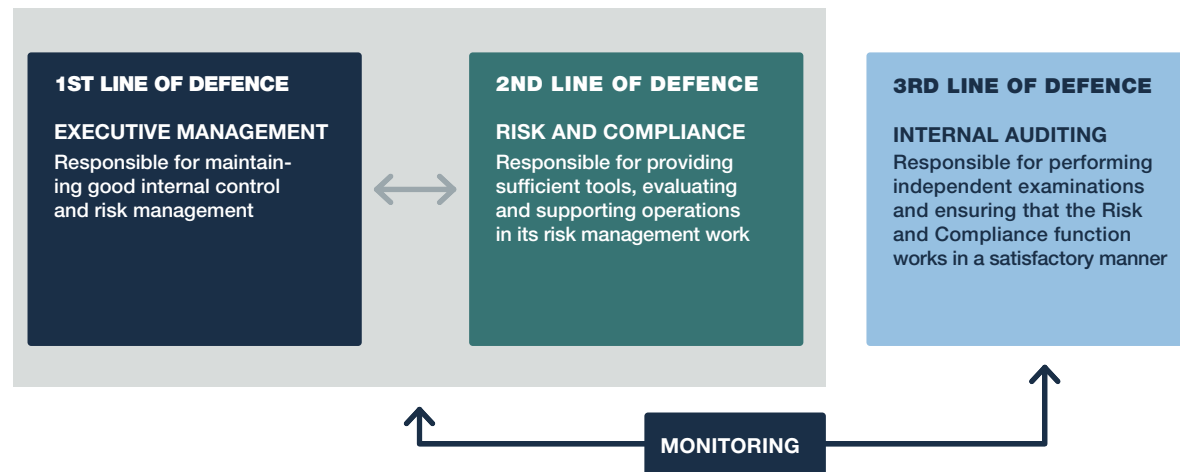 1ST LINE OF DEFENCE
EXECUTIVE MANAGEMENT
Responsible for maintain-
ing good internal control
and risk management
2ND LINE OF DEFENCE
RISK AND COMPLIANCE
Responsible for providing
sufficient tools, evaluating
and supporting operations
in its risk management work
3RD LINE OF DEFENCE
INTERNAL AUDITING
Responsible for performing
independent examinations
and ensuring that the Risk
and Compliance function
works in a satisfactory manner
MONITORING